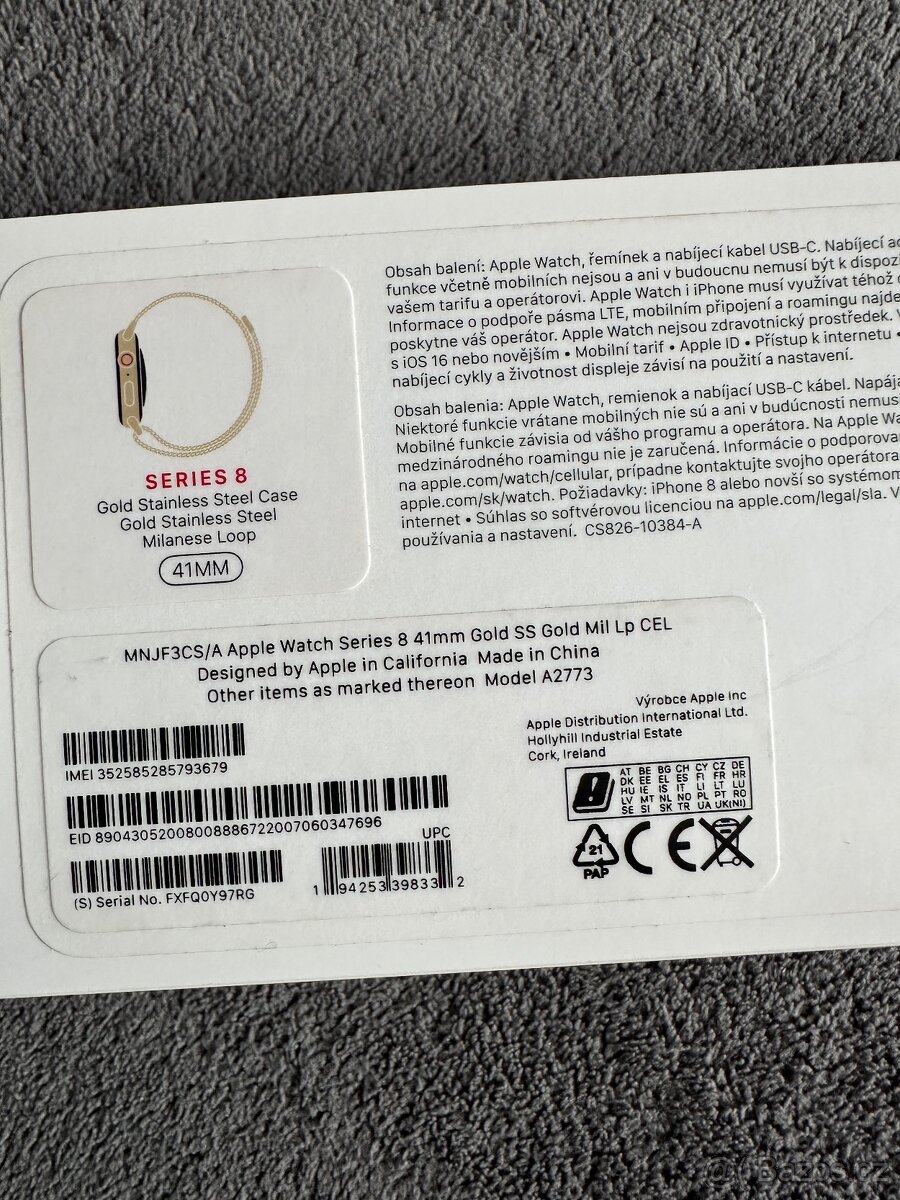 SERIES 8
Gold Stainless Steel Case
Gold Stainless Steel
Milanese Loop
41MM
Obsah balení: Apple Watch, řemínek a nabíjecí kabel USB-C. Nabíjecí
funkce včetně mobilních nejsou a ani v budoucnu nemusí být k
vašem tarifu a operátorovi. Apple Watch i iPhone musí využívat téhož
Informace o podpoře pásma LTE, mobilním připojení a roamingu
poskytne váš operátor. Apple Watch nejsou zdravotnický prostředek.
s iOS 16 nebo novějším • Mobilní tarif • Apple ID • Přístup k internetu •
nabíjecí cykly a životnost displeje závisí na použití a nastavení.
Obsah balenia: Apple Watch, remienok a nabíjací USB-C kábel.
Niektoré funkcie vrátane mobilných nie sú a ani v budúcnosti
Mobilné funkcie závisia od vášho programu a operátora. Na Apple
medzinárodného roamingu nie je zaručená. Informácie o
na apple.com/watch/cellular, prípadne kontaktujte svojho operátora
apple.com/sk/watch. Požiadavky: iPhone 8 alebo novší so systémom
internet • Súhlas so softvérovou licenciou na apple.com/legal/sla.
používania a nastavení. CS826-10384-A
MNJF3CS/A Apple Watch Series 8 41mm Gold SS Gold Mil Lp CEL
Designed by Apple in California Made in China
Other items as marked thereon Model A2773
Výrobce Apple Inc
Apple Distribution International Ltd.
Hollyhill Industrial Estate
Cork, Ireland
IMEI 352585285793679
EID 89043052008008886722007060347696
UPC
(S) Serial No. FXFQ0Y97RG
1 94253 39833 2
AT BE BG CH CY CZ DE
DK EE EL ES FI FR HR
HU IE IS IT LI LT LU
LV MT NL NO PL PT RO
SE SI SK TR UA UK(NI)
21
PAP
CE
Bazos.cz